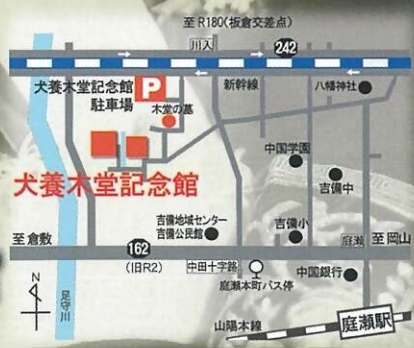 至 R180(板倉交差点)
川入
242
犬養木堂記念館
駐車場
P
新幹線
八幡神社
木堂の墓
中国学園
吉備中
犬養木堂記念館
吉備地域センター
吉備公民館
吉備小
至 倉敷
162
(旧R2)
庭瀬
至 岡山
中田十字路
庭瀬本町バス停
中国銀行
N
足守川
山陽本線
庭瀬駅